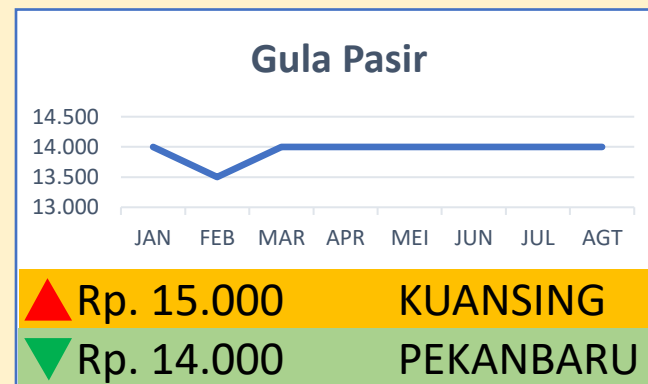 Gula Pasir
14.500
14.000
13.500
13.000
JAN FEB MAR APR MEI JUN JUL AGT
Rp. 15.000 KUANSING
Rp. 14.000 PEKANBARU